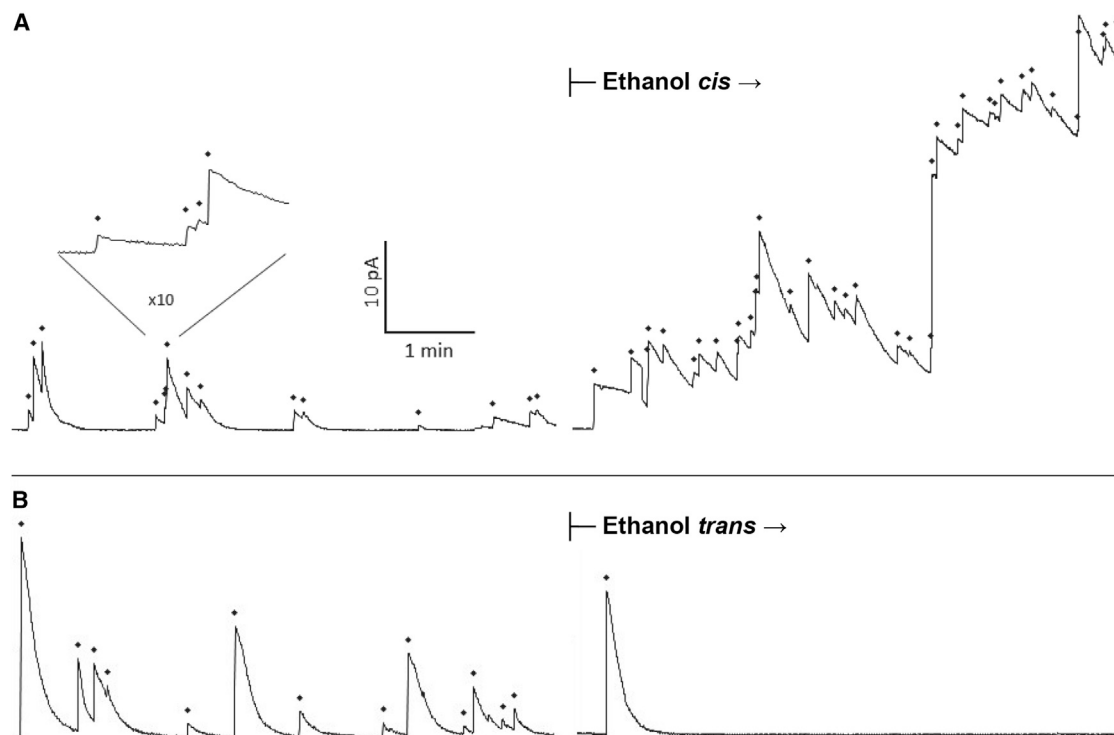 A
Ethanol cis →
x10
10 pA
1 min
B
Ethanol trans →